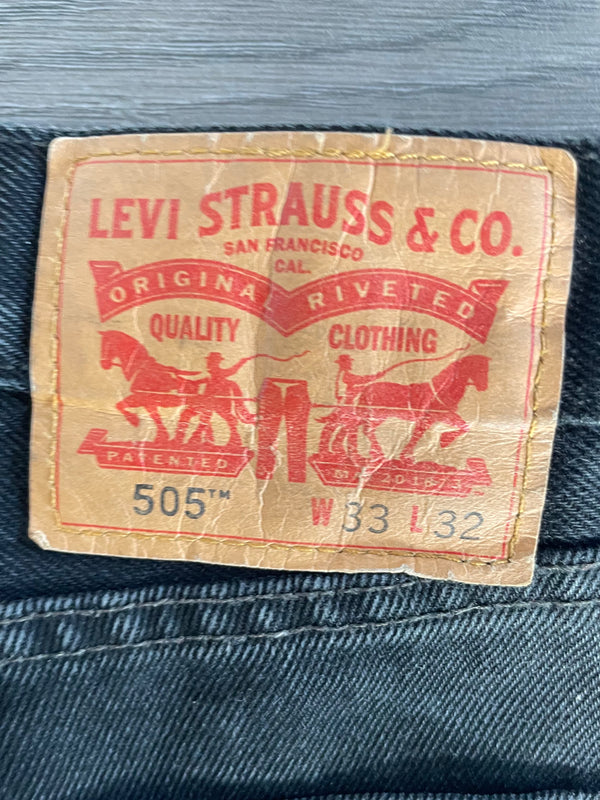 LEVI STRAUSS & CO.
SAN FRANCISCO
CAL.
ORIGINAL RIVETED
QUALITY CLOTHING
PATENTED
505™ W 33 L 32